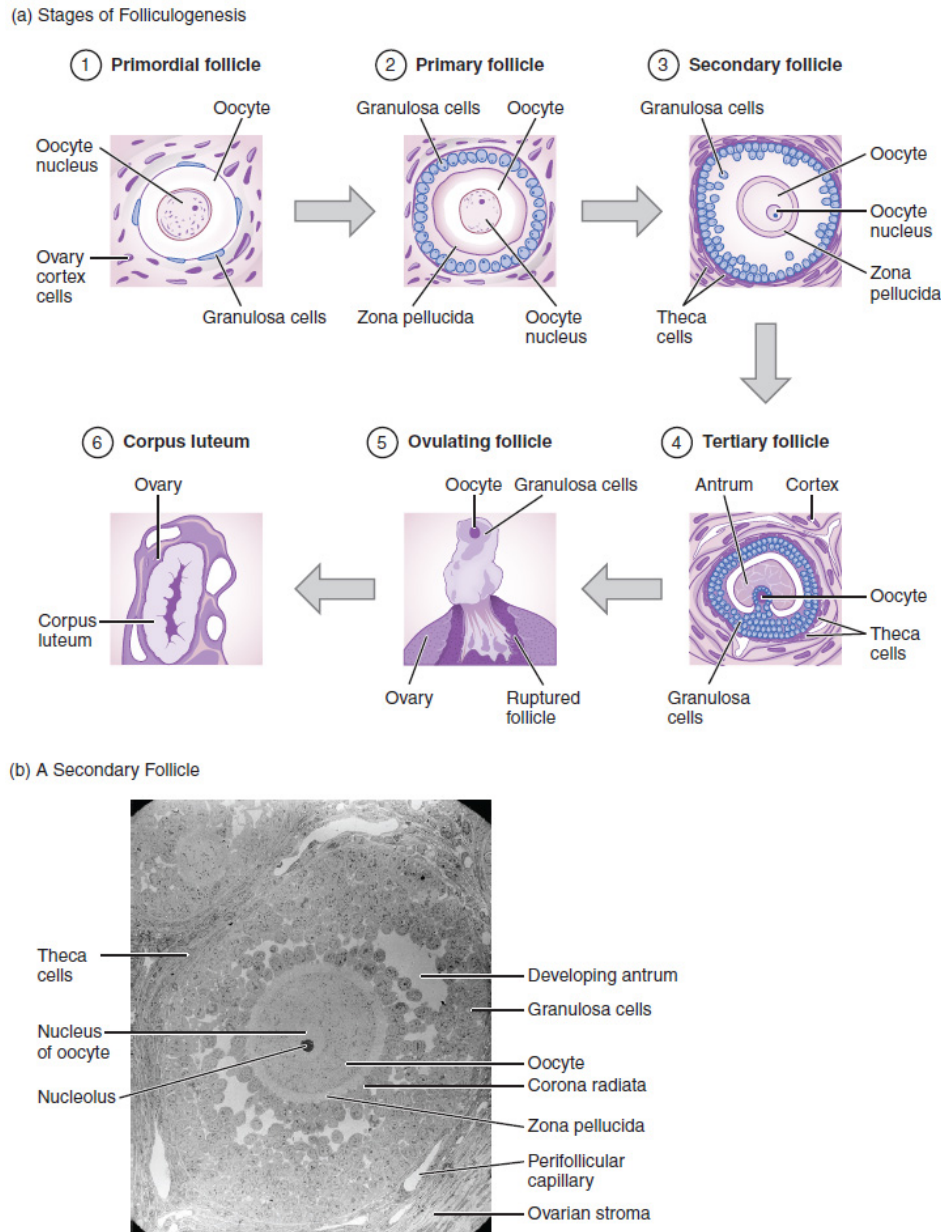 (a) Stages of Folliculogenesis
1 Primordial follicle
Oocyte
Oocyte
nucleus
Ovary
cortex
cells
Granulosa cells
2 Primary follicle
Granulosa cells
Oocyte
Zona pellucida
Oocyte
nucleus
3 Secondary follicle
Granulosa cells
Oocyte
Oocyte
nucleus
Zona
pellucida
Theca
cells
6 Corpus luteum
Ovary
Corpus
luteum
5 Ovulating follicle
Oocyte
Granulosa cells
Ovary
Ruptured
follicle
4 Tertiary follicle
Antrum
Cortex
Oocyte
Theca
cells
Granulosa
cells
(b) A Secondary Follicle
Theca
cells
Nucleus
of oocyte
Nucleolus
Developing antrum
Granulosa cells
Oocyte
Corona radiata
Zona pellucida
Perifollicular
capillary
Ovarian stroma